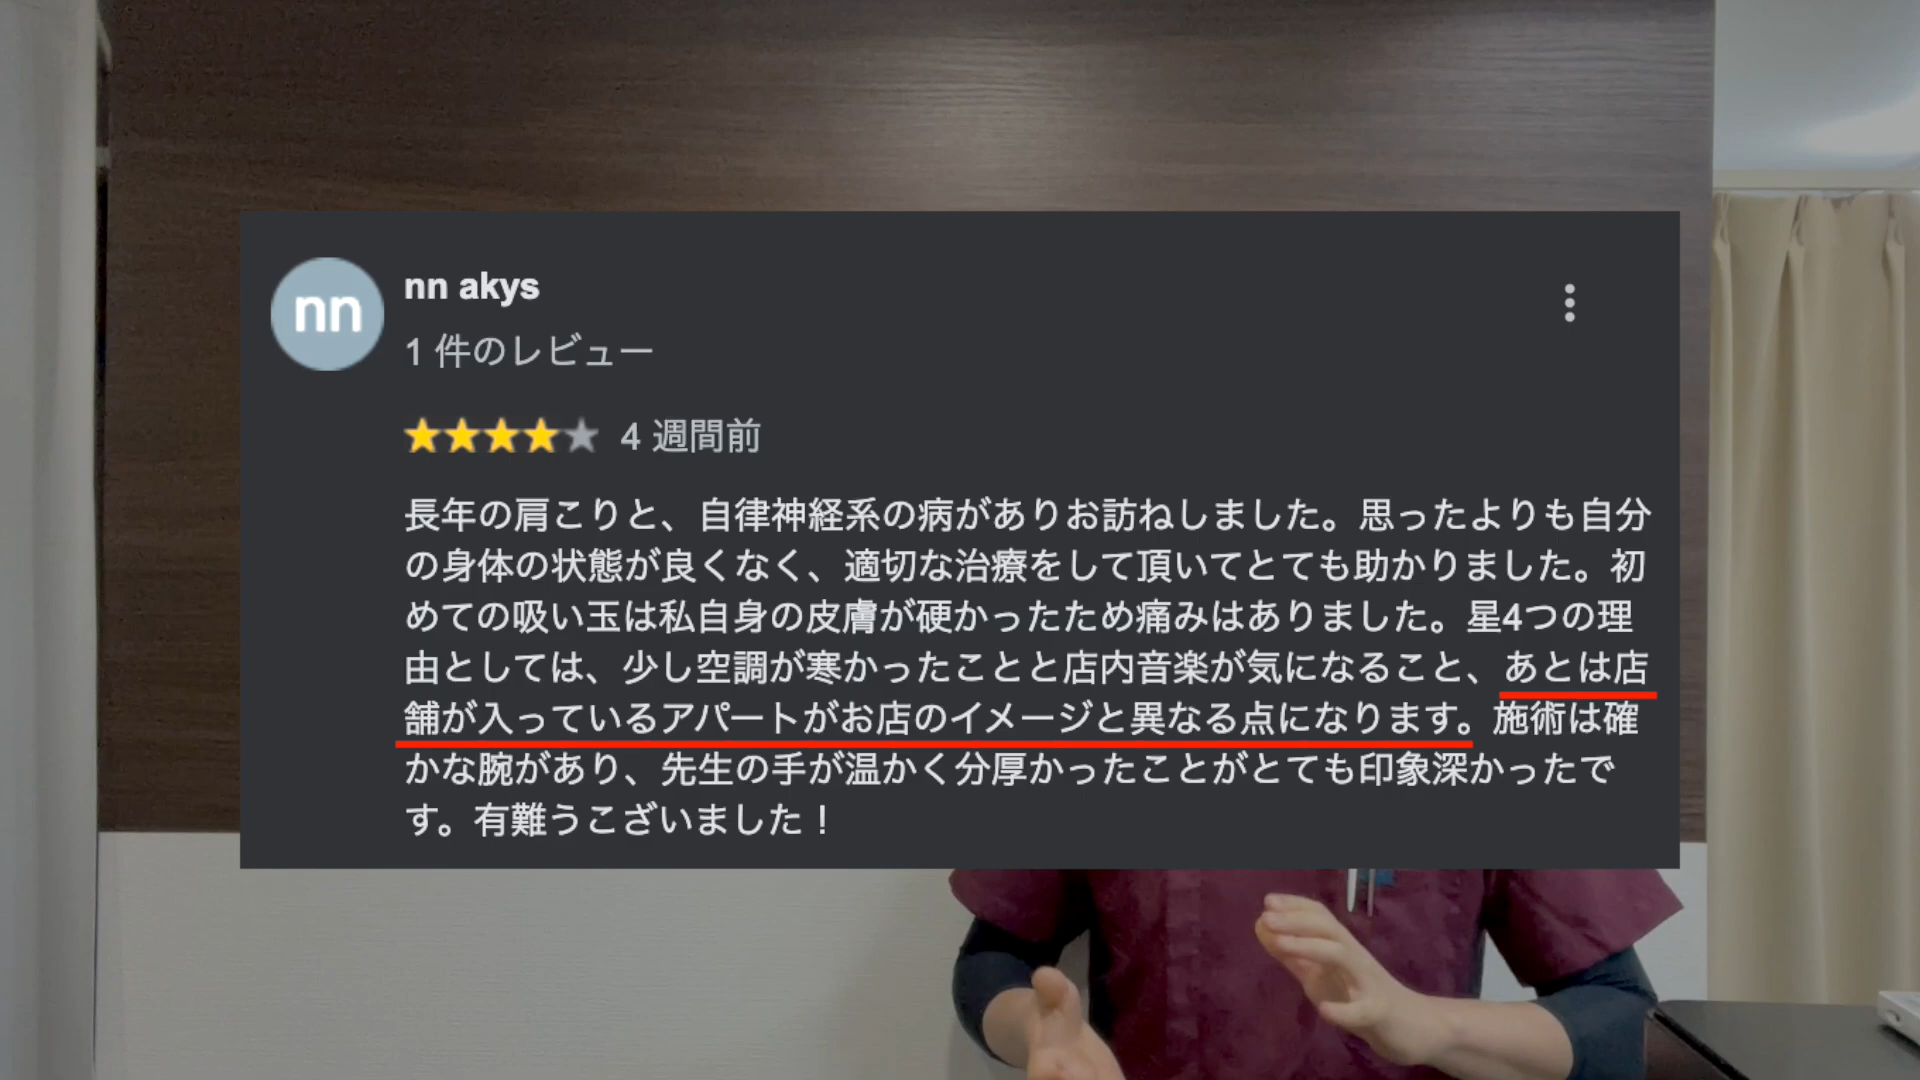 nn
nn akys
1 件のレビュー
4 週間前
長年の肩こりと、自律神経系の病がありお訪ねしました。思ったよりも自分
の身体の状態が良くなく、適切な治療をして頂いてとても助かりました。初
めての吸い玉は私自身の皮膚が硬かったため痛みはありました。星4つの理
由としては、少し空調が寒かったことと店内音楽が気になること、あとは店
舗が入っているアパートがお店のイメージと異なる点になります。施術は確
かな腕があり、先生の手が温かく分厚かったことがとても印象深かったで
す。有難うこざいました！